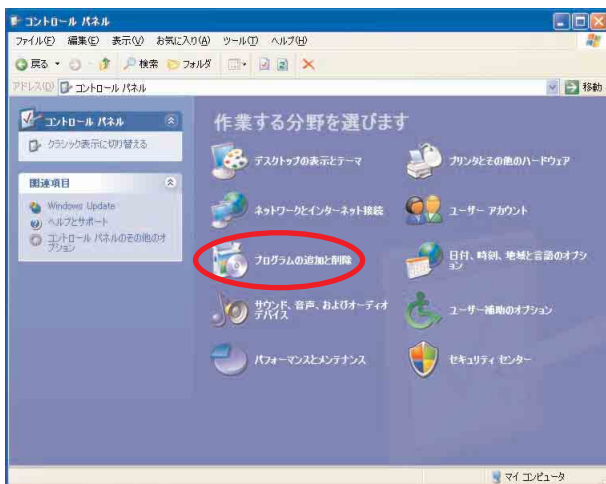 コントロール パネル
ファイル(F) 編集(E) 表示(V) お気に入り(A) ツール(T) ヘルプ(H)
戻る 検索 フォルダ
アドレス(D) コントロール パネル 移動
コントロール パネル
クラシック表示に切り替える
関連項目
Windows Update
ヘルプとサポート
コントロール パネルのその他のオ
プション
作業する分野を選びます
デスクトップの表示とテーマ
プリンタとその他のハードウェア
ネットワークとインターネット接続
ユーザー アカウント
プログラムの追加と削除
日付、時刻、地域と言語のオプシ
ョン
サウンド、音声、およびオーディオ
デバイス
ユーザー補助のオプション
パフォーマンスとメンテナンス
セキュリティ センター
マイ コンピュータ